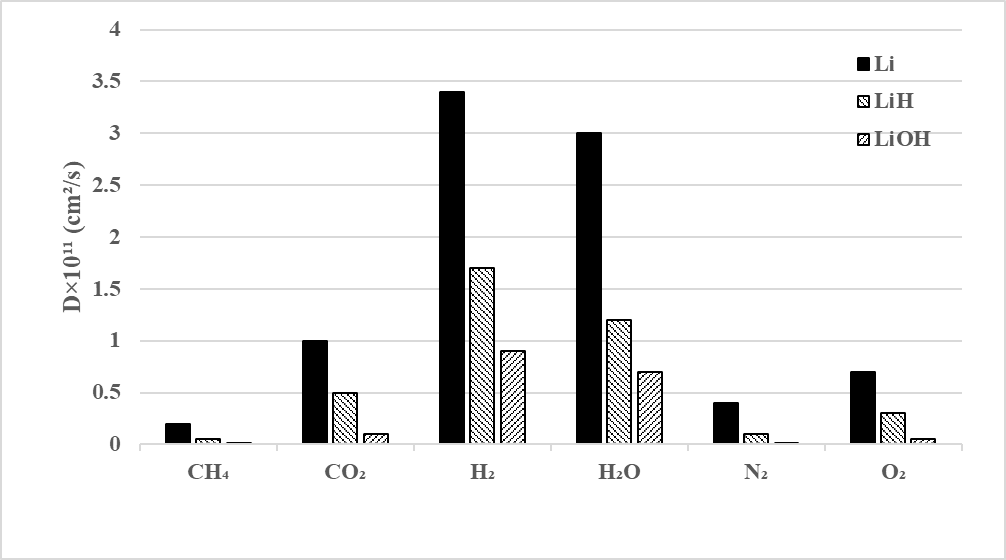 4
3.5
3
2.5
2
1.5
1
0.5
0
D×10¹¹ (cm²/s)
Li
LiH
LiOH
CH₄ CO₂ H₂ H₂O N₂ O₂